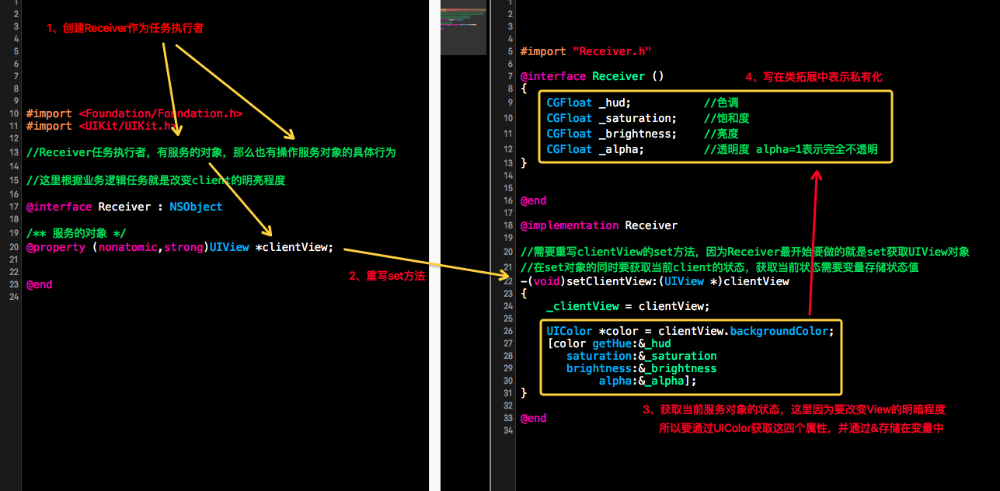 1、创建Receiver作为任务执行者
#import <Foundation/Foundation.h>
#import <UIKit/UIKit.h>
//Receiver任务执行者，有服务的对象，那么也有操作服务对象的具体行为
//这里根据业务逻辑任务就是改变client的明亮程度
@interface Receiver : NSObject
/** 服务的对象 */
@property (nonatomic,strong)UIView *clientView;
2、重写set方法
@end
#import "Receiver.h"
@interface Receiver ()
4、写在类拓展中表示私有化
{
CGFloat _hud; //色调
CGFloat _saturation; //饱和度
CGFloat _brightness; //亮度
CGFloat _alpha; //透明度 alpha=1表示完全不透明
}
@end
@implementation Receiver
//需要重写clientView的set方法，因为Receiver最开始要做的就是set获取UIView对象
//在set对象的同时要获取当前client的状态，获取当前状态需要变量存储状态值
-(void)setClientView:(UIView *)clientView
{
_clientView = clientView;
UIColor *color = clientView.backgroundColor;
[color getHue:&_hud
saturation:&_saturation
brightness:&_brightness
alpha:&_alpha];
}
3、获取当前服务对象的状态，这里因为要改变View的明暗程度
所以要通过UIColor获取这四个属性，并通过&存储在变量中
@end